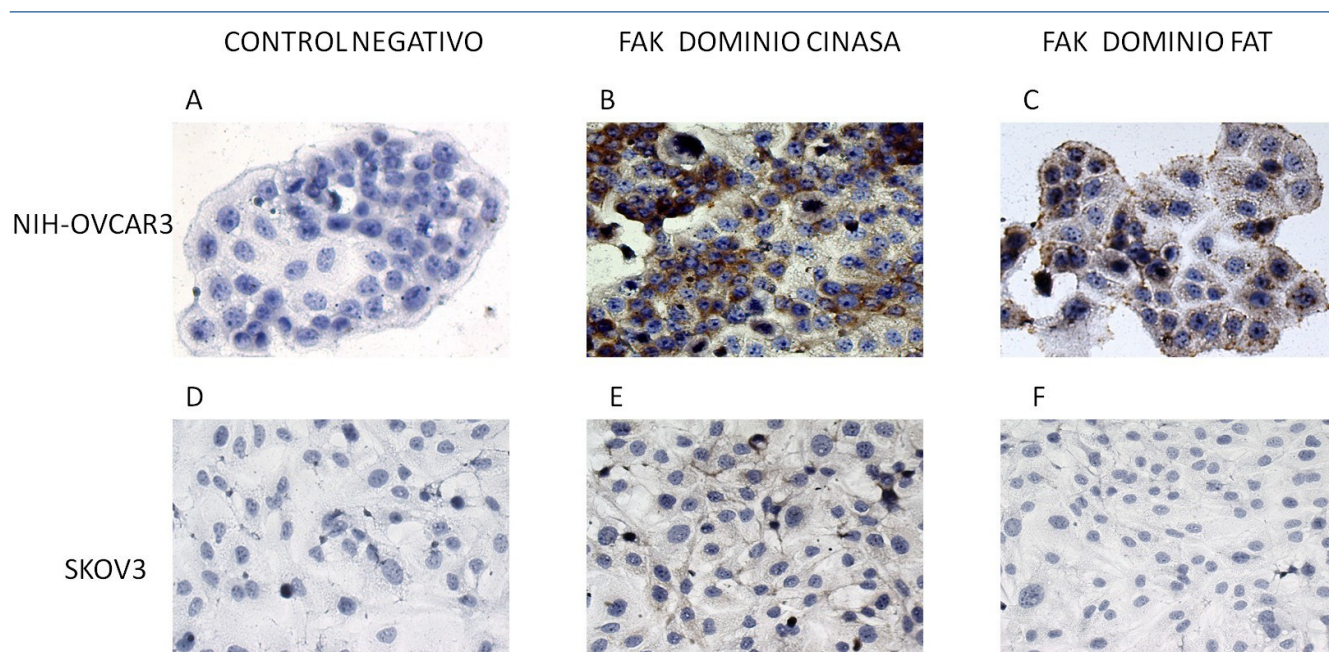 CONTROL NEGATIVO FAK DOMINIO CINASA FAK DOMINIO FAT
A B C
NIH-OVCAR3
D E F
SKOV3